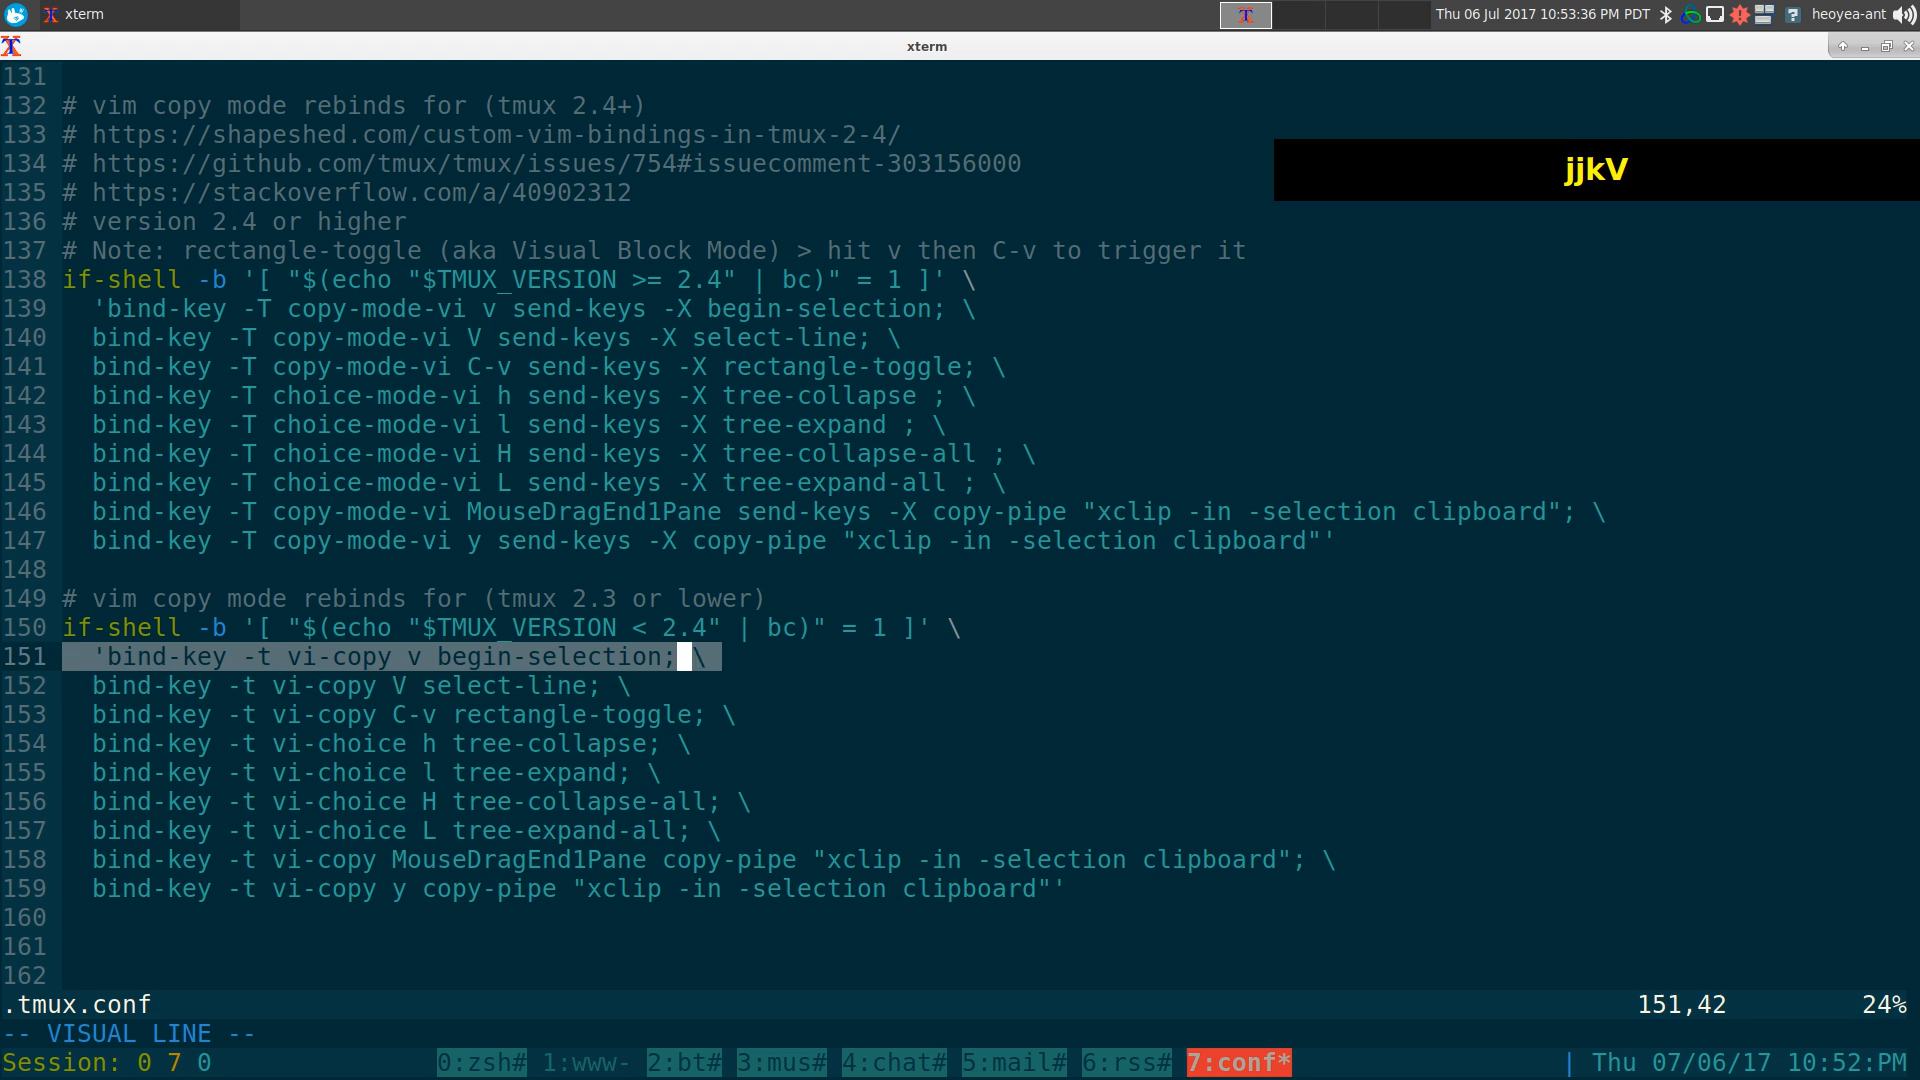 xterm
Thu 06 Jul 2017 10:53:36 PM PDT
heoyea-ant
xterm
131
132 # vim copy mode rebinds for (tmux 2.4+)
133 # https://shapeshed.com/custom-vim-bindings-in-tmux-2-4/
134 # https://github.com/tmux/tmux/issues/754#issuecomment-303156000
jjkV
135 # https://stackoverflow.com/a/40902312
136 # version 2.4 or higher
137 # Note: rectangle-toggle (aka Visual Block Mode) > hit v then C-v to trigger it
138 if-shell -b '[ "$(echo "$TMUX_VERSION >= 2.4" | bc)" = 1 ]' \
139   'bind-key -T copy-mode-vi v send-keys -X begin-selection; \
140   bind-key -T copy-mode-vi V send-keys -X select-line; \
141   bind-key -T copy-mode-vi C-v send-keys -X rectangle-toggle; \
142   bind-key -T choice-mode-vi h send-keys -X tree-collapse ; \
143   bind-key -T choice-mode-vi l send-keys -X tree-expand ; \
144   bind-key -T choice-mode-vi H send-keys -X tree-collapse-all ; \
145   bind-key -T choice-mode-vi L send-keys -X tree-expand-all ; \
146   bind-key -T copy-mode-vi MouseDragEnd1Pane send-keys -X copy-pipe "xclip -in -selection clipboard"; \
147   bind-key -T copy-mode-vi y send-keys -X copy-pipe "xclip -in -selection clipboard"'
148
149 # vim copy mode rebinds for (tmux 2.3 or lower)
150 if-shell -b '[ "$(echo "$TMUX_VERSION < 2.4" | bc)" = 1 ]' \
151   'bind-key -t vi-copy v begin-selection; \
152   bind-key -t vi-copy V select-line; \
153   bind-key -t vi-copy C-v rectangle-toggle; \
154   bind-key -t vi-choice h tree-collapse; \
155   bind-key -t vi-choice l tree-expand; \
156   bind-key -t vi-choice H tree-collapse-all; \
157   bind-key -t vi-choice L tree-expand-all; \
158   bind-key -t vi-copy MouseDragEnd1Pane copy-pipe "xclip -in -selection clipboard"; \
159   bind-key -t vi-copy y copy-pipe "xclip -in -selection clipboard"'
160
161
162
.tmux.conf 151,42 24%
-- VISUAL LINE --
Session: 0 7 0 0:zsh# 1:www- 2:bt# 3:mus# 4:chat# 5:mail# 6:rss# 7:conf* | Thu 07/06/17 10:52:PM